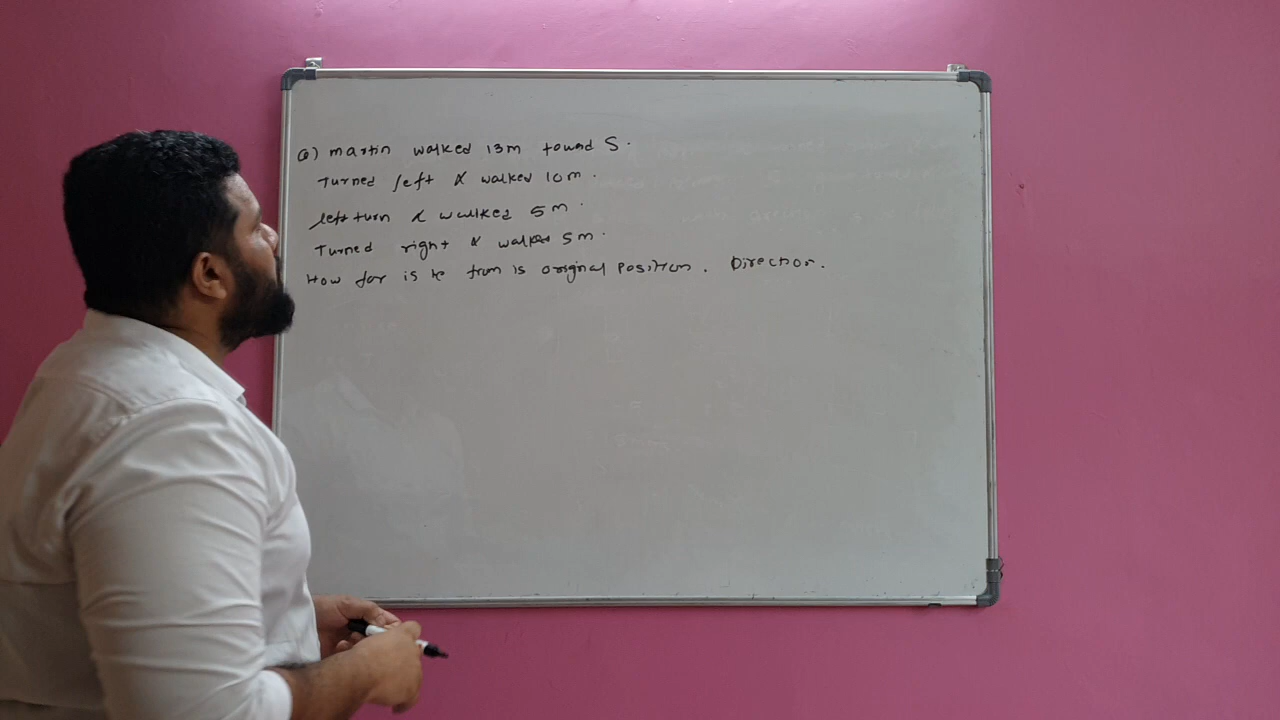 Q) Martin walked 13m toward S.
Turned left & walked 10m.
left turn & walked 5m.
Turned right & walked 5m.
How far is he from is original position. Direction.